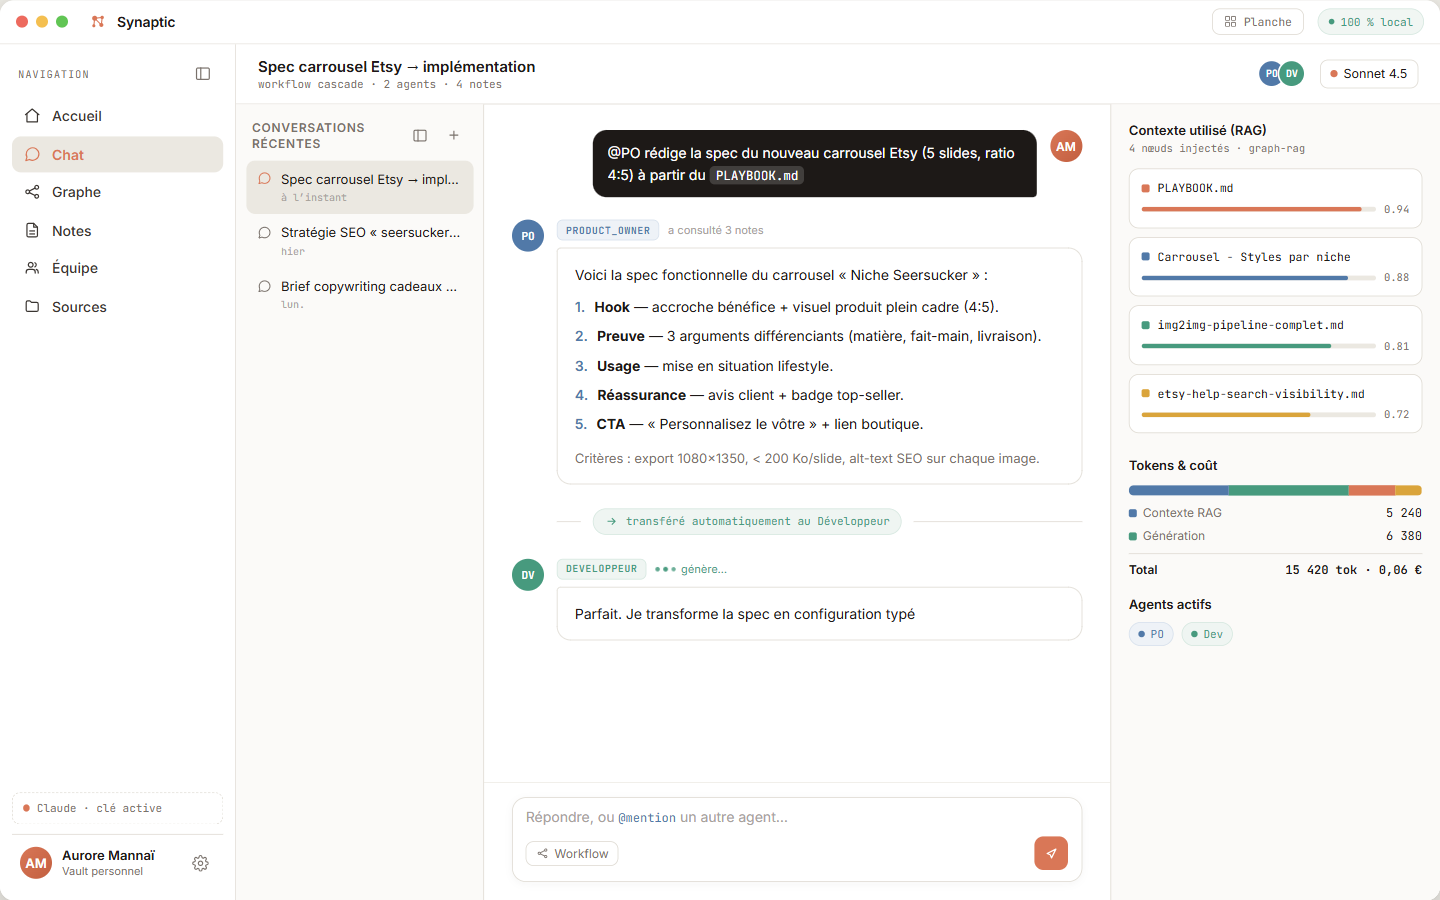 Synaptic
Planche
100 % local
NAVIGATION
Accueil
Chat
Graphe
Notes
Équipe
Sources
Claude · clé active
AM
Aurore Mannaï
Vault personnel
Spec carrousel Etsy → implémentation
workflow cascade · 2 agents · 4 notes
PO
DV
Sonnet 4.5
CONVERSATIONS
RÉCENTES
Spec carrousel Etsy → impl...
à l'instant
Stratégie SEO « seersucker...
hier
Brief copywriting cadeaux ...
lun.
@PO rédige la spec du nouveau carrousel Etsy (5 slides, ratio
4:5) à partir du PLAYBOOK.md
AM
PO
PRODUCT_OWNER
a consulté 3 notes
Voici la spec fonctionnelle du carrousel « Niche Seersucker » :
1. Hook — accroche bénéfice + visuel produit plein cadre (4:5).
2. Preuve — 3 arguments différenciants (matière, fait-main, livraison).
3. Usage — mise en situation lifestyle.
4. Réassurance — avis client + badge top-seller.
5. CTA — « Personnalisez le vôtre » + lien boutique.
Critères : export 1080×1350, < 200 Ko/slide, alt-text SEO sur chaque image.
→ transféré automatiquement au Développeur
DV
DEVELOPPEUR
génère...
Parfait. Je transforme la spec en configuration typé
Répondre, ou @mention un autre agent...
Workflow
Contexte utilisé (RAG)
4 nœuds injectés · graph-rag
PLAYBOOK.md
0.94
Carrousel - Styles par niche
0.88
img2img-pipeline-complet.md
0.81
etsy-help-search-visibility.md
0.72
Tokens & coût
Contexte RAG 5 240
Génération 6 380
Total 15 420 tok · 0,06 €
Agents actifs
PO
Dev